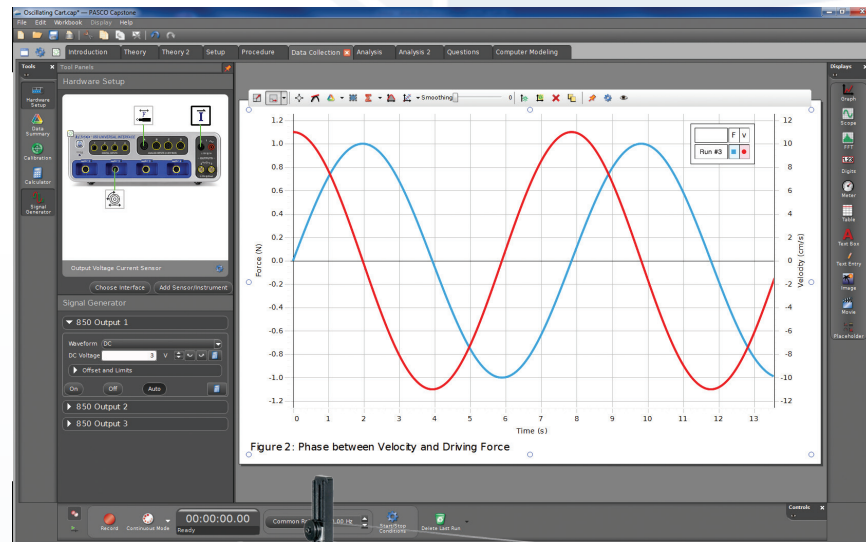 Oscillating Cart.cap* — PASCO Capstone
File Edit Workbook Display Help
Introduction Theory Theory 2 Setup Procedure Data Collection Analysis Analysis 2 Questions Computer Modeling
Tools
Hardware Setup
Data Summary
Calibration
Calculator
Signal Generator
Tool Panels
Hardware Setup
F
I
Output Voltage Current Sensor
Choose Interface Add Sensor/Instrument
Signal Generator
850 Output 1
Waveform DC
DC Voltage 3 V
Offset and Limits
On Off Auto
850 Output 2
850 Output 3
Smoothing 0
F v
Run #3
Force (N)
1.2
1.0
0.8
0.6
0.4
0.2
0.0
-0.2
-0.4
-0.6
-0.8
-1.0
-1.2
12
10
8
6
4
2
0
-2
-4
-6
-8
-10
-12
Velocity (cm/s)
0 1 2 3 4 5 6 7 8 9 10 11 12 13
Time (s)
Figure 2: Phase between Velocity and Driving Force
Displays
Graph
Scope
FFT
Digits
Meter
Table
Text Box
Text Entry
Image
Movie
Placeholder
Record
Continuous Mode
00:00:00.00
Ready
Common
Hz
Start/Stop Conditions
Delete Last Run
Controls